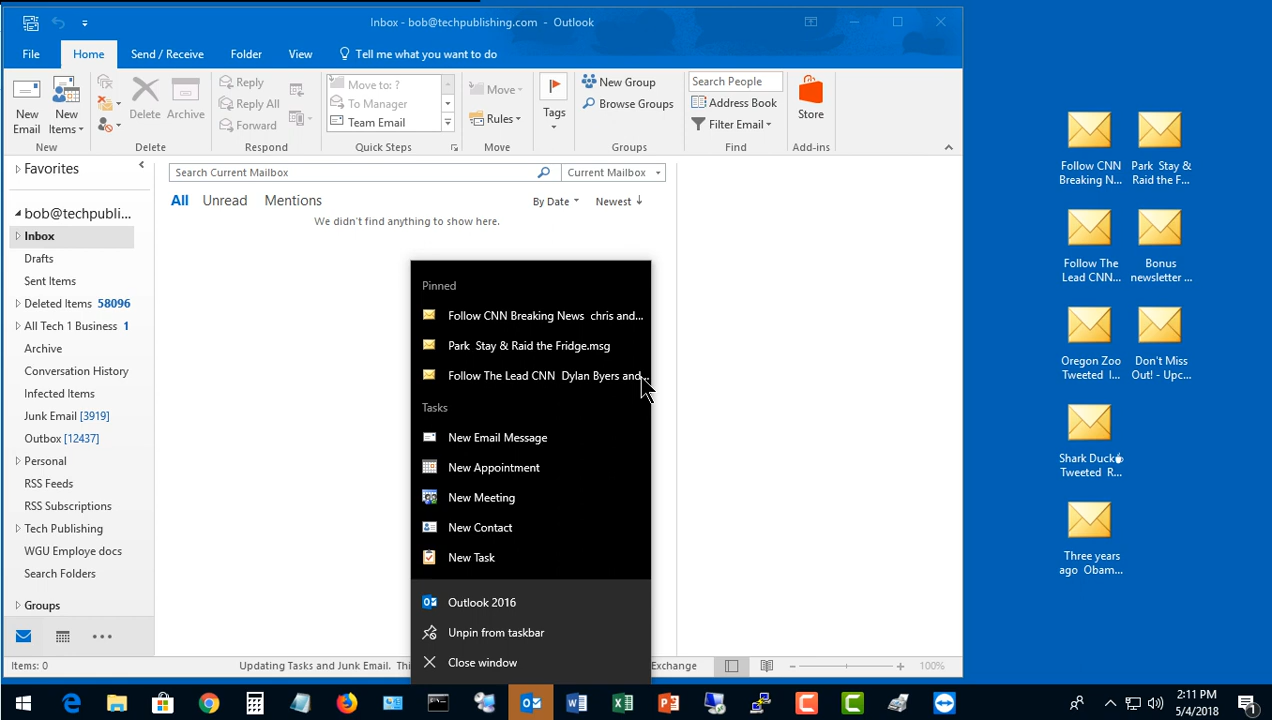 Inbox - bob@techpublishing.com - Outlook
File Home Send / Receive Folder View Tell me what you want to do
New Email
New Items
Delete
Archive
Delete
New
Reply
Reply All
Forward
Respond
Move to: ?
To Manager
Team Email
Quick Steps
Move
Rules
Move
Tags
New Group
Browse Groups
Groups
Search People
Address Book
Filter Email
Find
Store
Add-ins
Favorites
bob@techpubli...
Inbox
Drafts
Sent Items
Deleted Items 58096
All Tech 1 Business 1
Archive
Conversation History
Infected Items
Junk Email [3919]
Outbox [12437]
Personal
RSS Feeds
RSS Subscriptions
Tech Publishing
WGU Employe docs
Search Folders
Groups
Search Current Mailbox Current Mailbox
All Unread Mentions By Date Newest
We didn't find anything to show here.
Pinned
Follow CNN Breaking News chris and...
Park Stay & Raid the Fridge.msg
Follow The Lead CNN Dylan Byers and...
Tasks
New Email Message
New Appointment
New Meeting
New Contact
New Task
Outlook 2016
Unpin from taskbar
Close window
Items: 0 Updating Tasks and Junk Email. Thi Exchange 100%
Follow CNN
Breaking N...
Park Stay &
Raid the F...
Follow The
Lead CNN...
Bonus
newsletter ...
Oregon Zoo
Tweeted I...
Don't Miss
Out! - Upc...
Shark Duck
Tweeted R...
Three years
ago Obam...
2:11 PM
5/4/2018
1